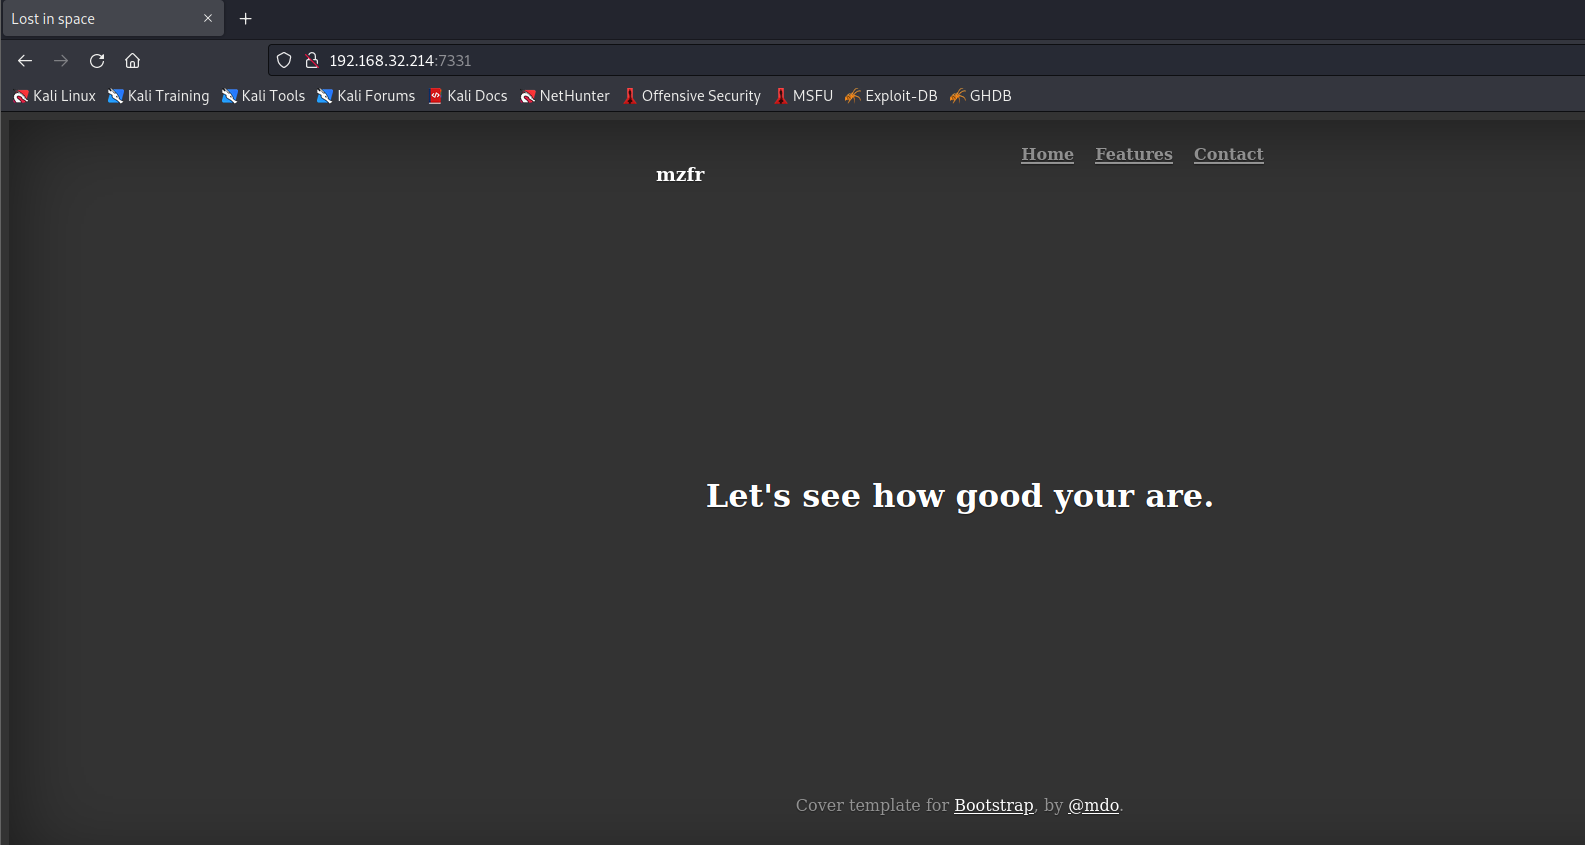 Lost in space
192.168.32.214:7331
Kali Linux Kali Training Kali Tools Kali Forums Kali Docs NetHunter Offensive Security MSFU Exploit-DB GHDB
Home Features Contact
mzfr
Let's see how good your are.
Cover template for Bootstrap, by @mdo.